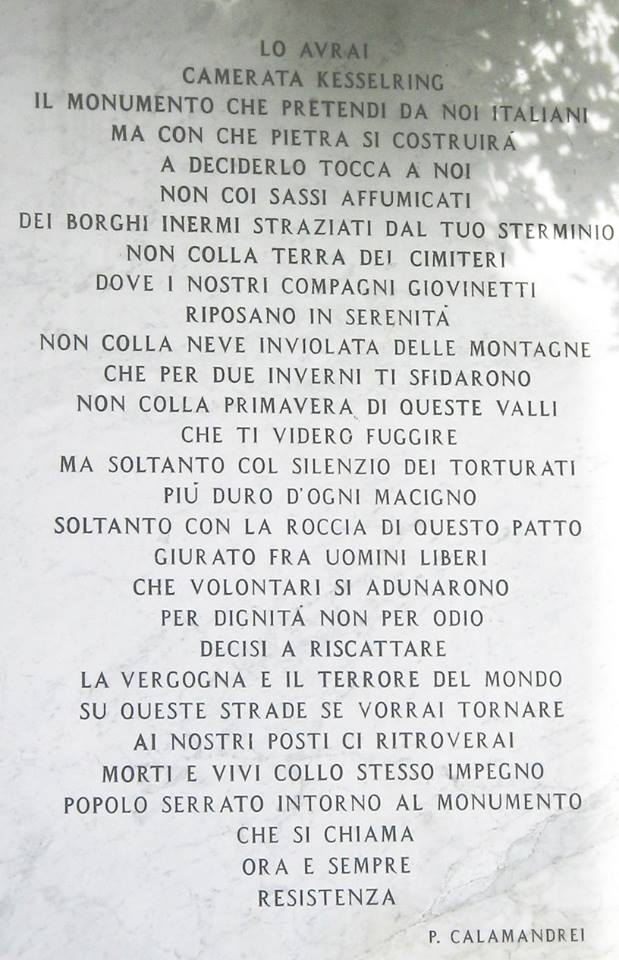 LO AVRAI
CAMERATA KESSELRING
IL MONUMENTO CHE PRETENDI DA NOI ITALIANI
MA CON CHE PIETRA SI COSTRUIRÁ
A DECIDERLO TOCCA A NOI
NON COI SASSI AFFUMICATI
DEI BORGHI INERMI STRAZIATI DAL TUO STERMINIO
NON COLLA TERRA DEI CIMITERI
DOVE I NOSTRI COMPAGNI GIOVINETTI
RIPOSANO IN SERENITÁ
NON COLLA NEVE INVIOLATA DELLE MONTAGNE
CHE PER DUE INVERNI TI SFIDARONO
NON COLLA PRIMAVERA DI QUESTE VALLI
CHE TI VIDERO FUGGIRE
MA SOLTANTO COL SILENZIO DEI TORTURATI
PIÚ DURO D'OGNI MACIGNO
SOLTANTO CON LA ROCCIA DI QUESTO PATTO
GIURATO FRA UOMINI LIBERI
CHE VOLONTARI SI ADUNARONO
PER DIGNITÁ NON PER ODIO
DECISI A RISCATTARE
LA VERGOGNA E IL TERRORE DEL MONDO
SU QUESTE STRADE SE VORRAI TORNARE
AI NOSTRI POSTI CI RITROVERAI
MORTI E VIVI COLLO STESSO IMPEGNO
POPOLO SERRATO INTORNO AL MONUMENTO
CHE SI CHIAMA
ORA E SEMPRE
RESISTENZA
P. CALAMANDREI